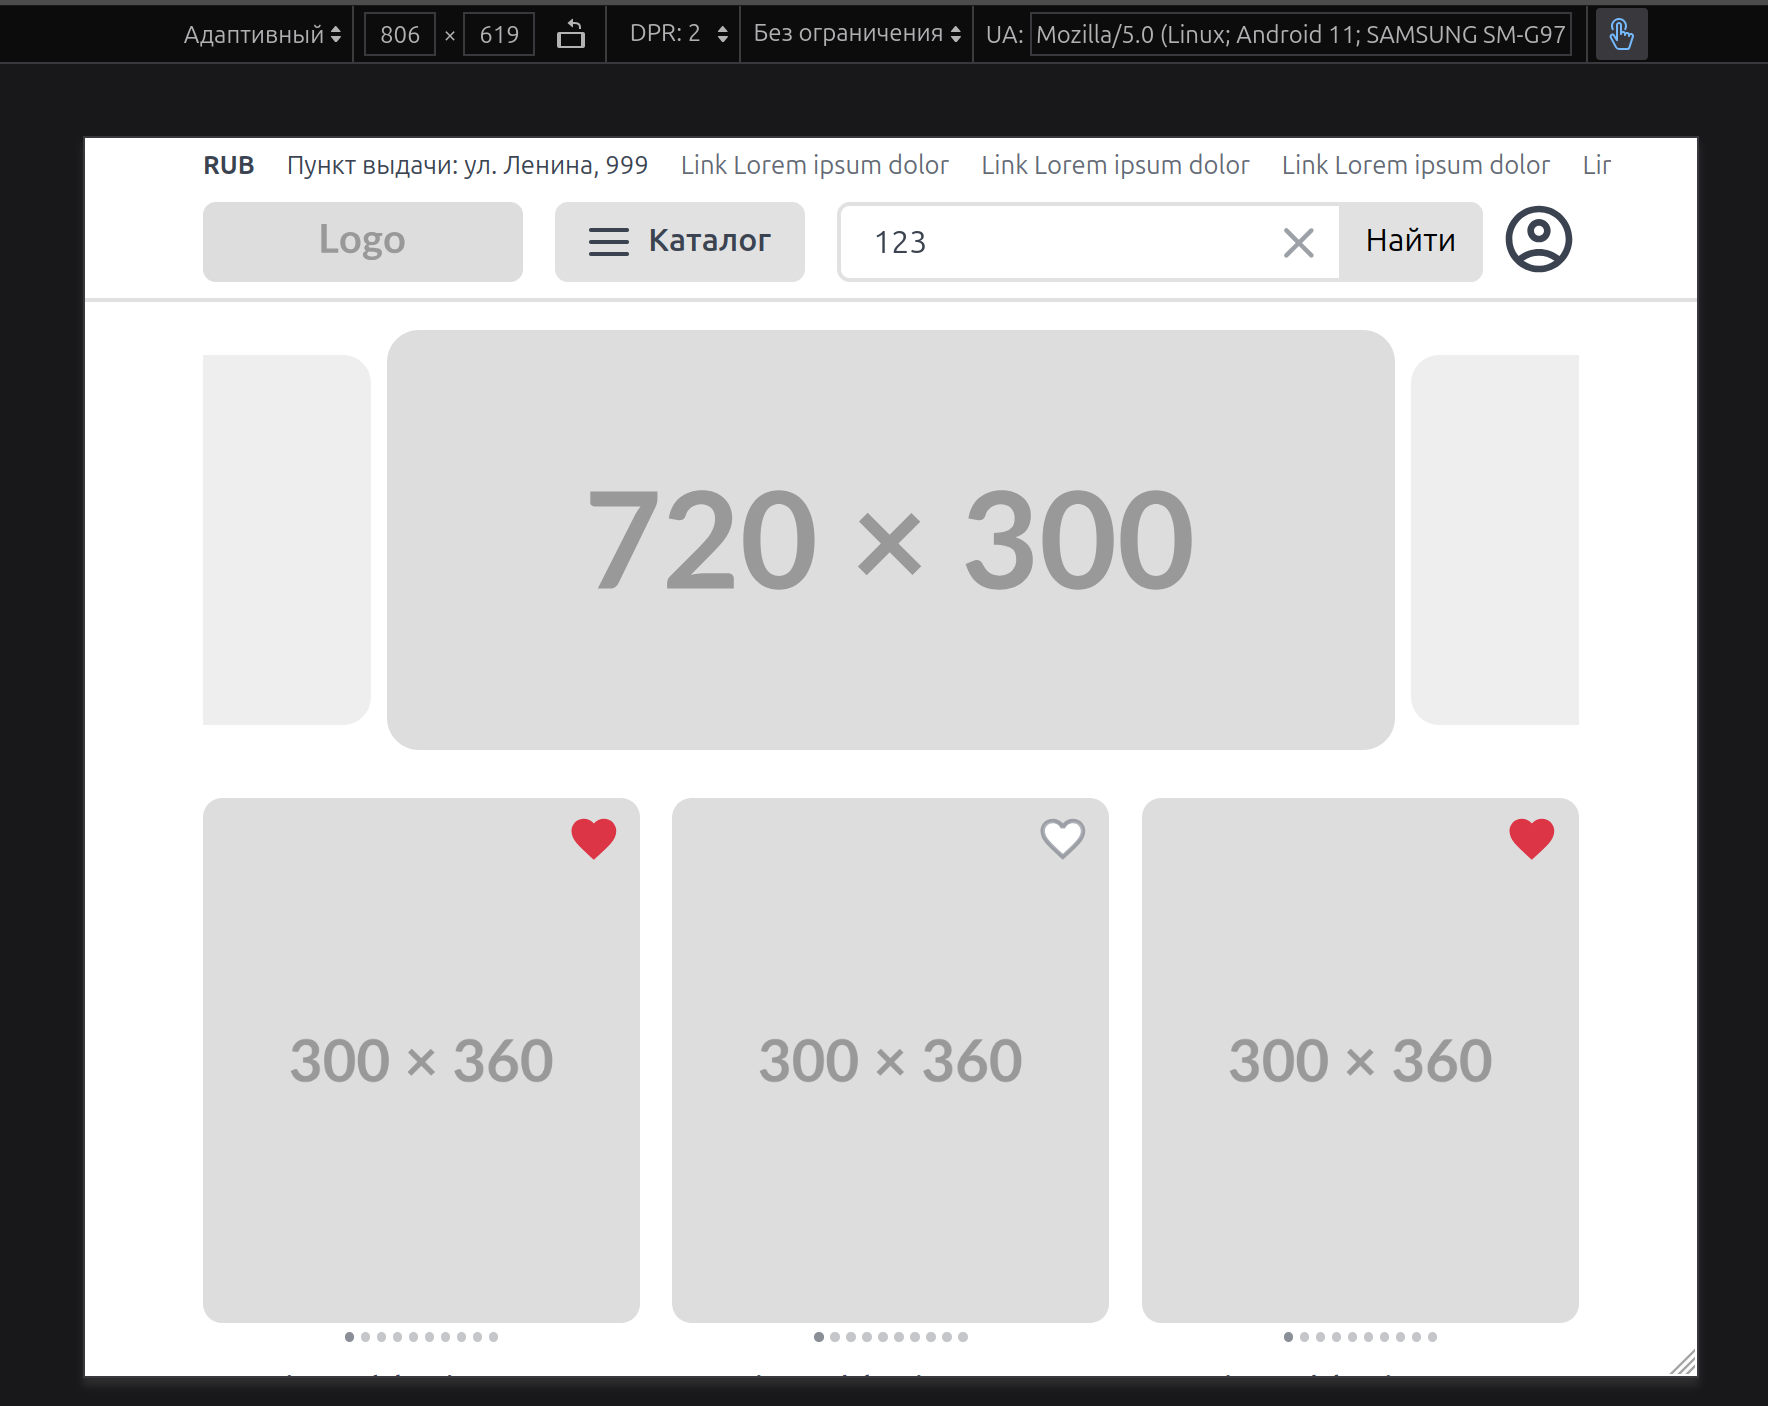 Адаптивный 806 × 619 DPR: 2 Без ограничения UA: Mozilla/5.0 (Linux; Android 11; SAMSUNG SM-G97
RUB Пункт выдачи: ул. Ленина, 999 Link Lorem ipsum dolor Link Lorem ipsum dolor Link Lorem ipsum dolor Lin
Logo Каталог 123 Найти
720 × 300
300 × 360 300 × 360 300 × 360